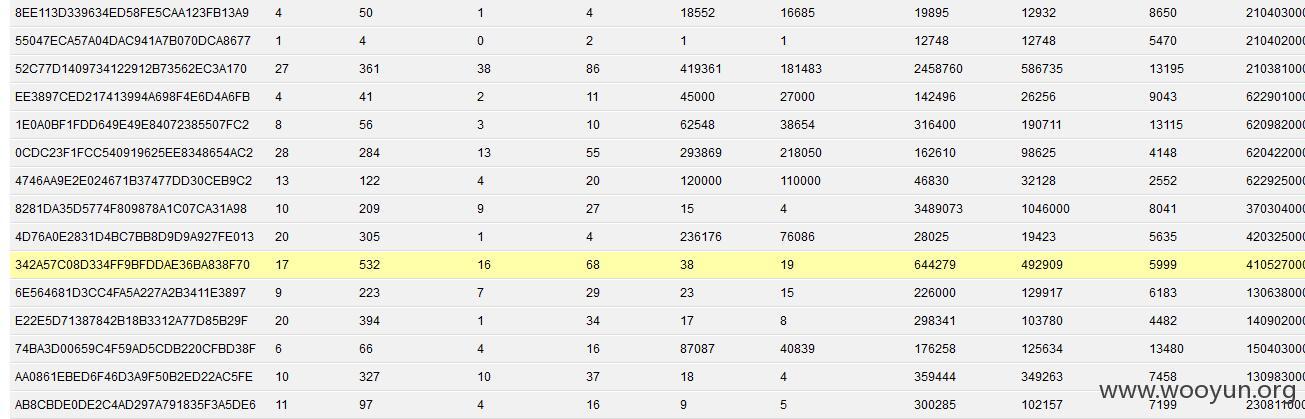 8EE113D339634ED58FE5CAA123FB13A9 4 50 1 4 18552 16685 19895 12932 8650 210403000
55047ECA57A04DAC941A7B070DCA8677 1 4 0 2 1 1 12748 12748 5470 210402000
52C77D1409734122912B73562EC3A170 27 361 38 86 419361 181483 2458760 586735 13195 210381000
EE3897CED217413994A698F4E6D4A6FB 4 41 2 11 45000 27000 142496 26256 9043 622901000
1E0A0BF1FDD649E49E84072385507FC2 8 56 3 10 62548 38654 316400 190711 13115 620982000
0CDC23F1FCC540919625EE8348654AC2 28 284 13 55 293869 218050 162610 98625 4148 620422000
4746AA9E2E024671B37477DD30CEB9C2 13 122 4 20 120000 110000 46830 32128 2552 622925000
8281DA35D5774F809878A1C07CA31A98 10 209 9 27 15 4 3489073 1046000 8041 370304000
4D76A0E2831D4BC7BB8D9D9A927FE013 20 305 1 4 236176 76086 28025 19423 5635 420325000
342A57C08D334FF9BFDDAE36BA838F70 17 532 16 68 38 19 644279 492909 5999 410527000
6E564681D3CC4FA5A227A2B3411E3897 9 223 7 29 23 15 226000 129917 6183 130638000
E22E5D71387842B18B3312A77D85B29F 20 394 1 34 17 8 298341 103780 4482 140902000
74BA3D00659C4F59AD5CDB220CFBD38F 6 66 4 16 87087 40839 176258 125634 13480 150403000
AA0861EBED6F46D3A9F50B2ED22AC5FE 10 327 10 37 18 4 359444 349263 7458 130983000
www.wooyun.org
AB8CBDE0DE2C4AD297A791835F3A5DE6 11 97 4 16 9 5 300285 102157 7199 230811000